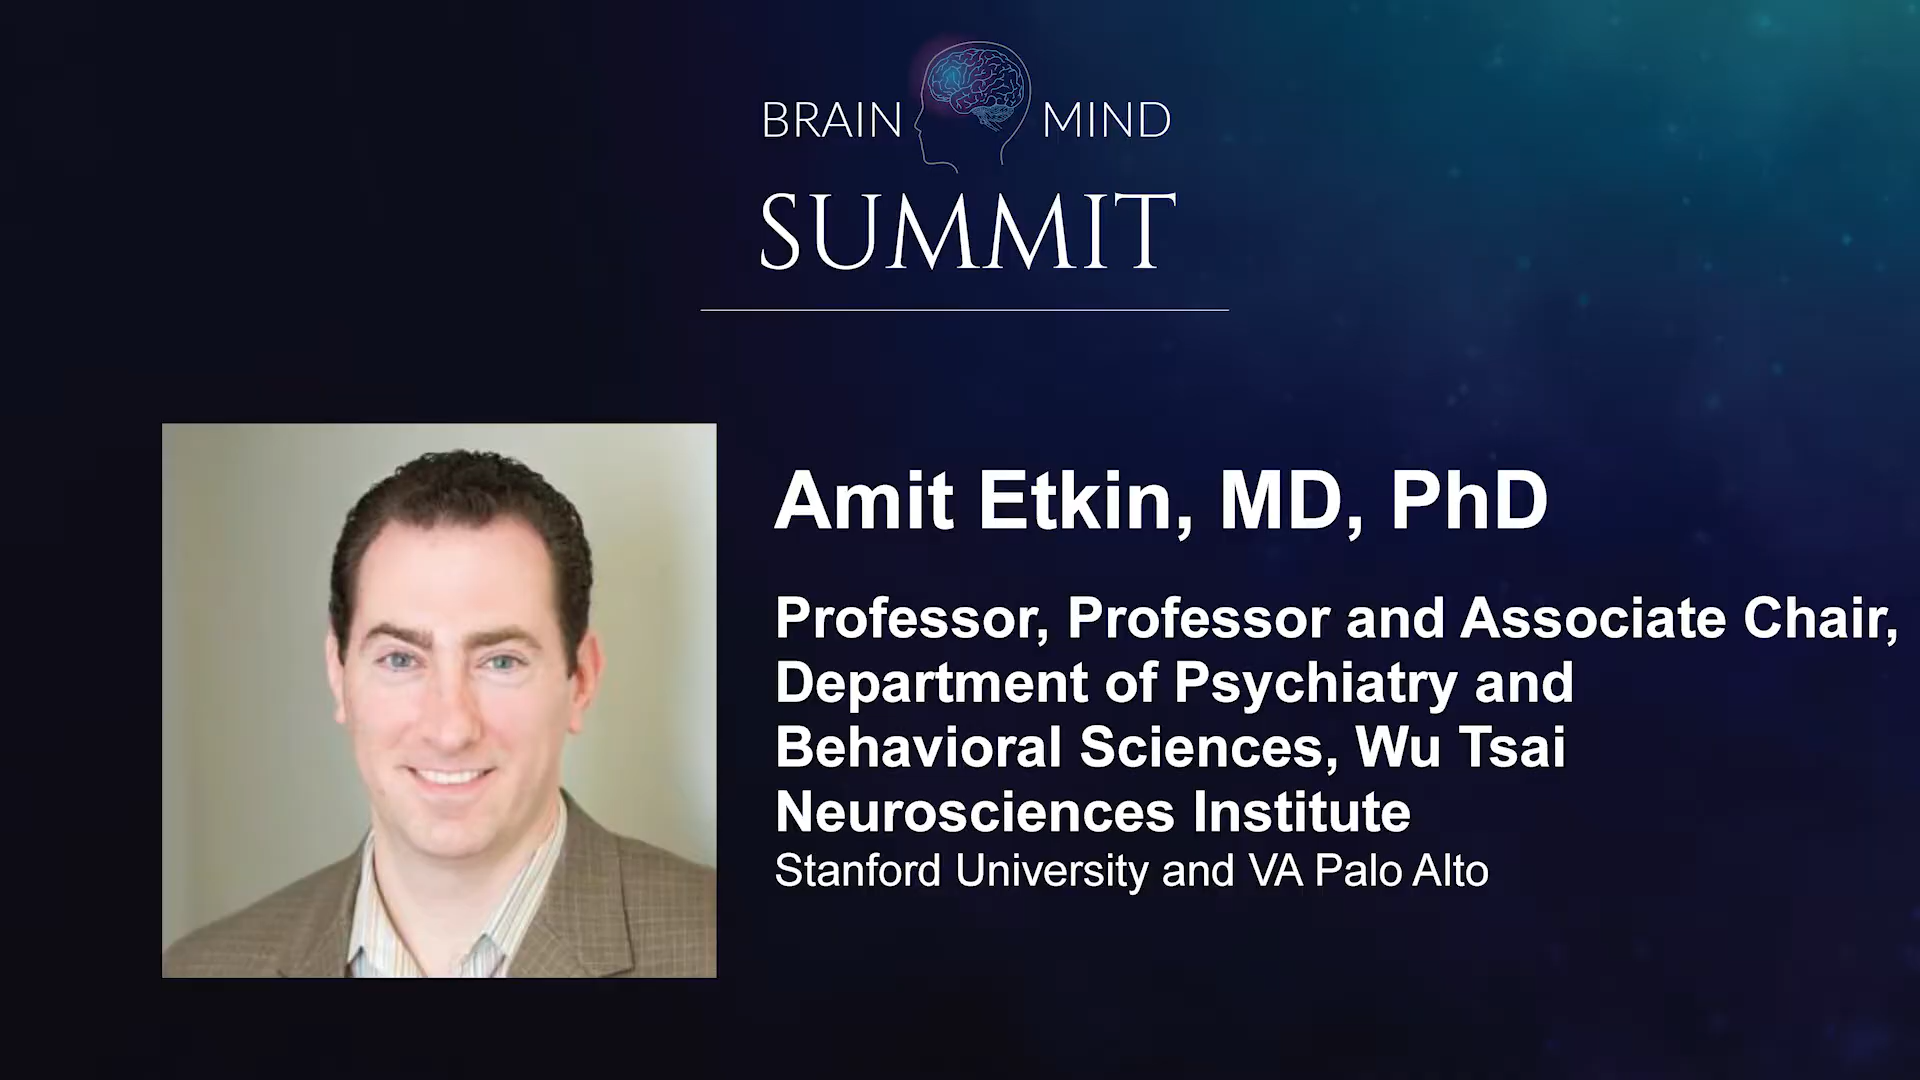 BRAIN MIND
SUMMIT
Amit Etkin, MD, PhD
Professor, Professor and Associate Chair,
Department of Psychiatry and
Behavioral Sciences, Wu Tsai
Neurosciences Institute
Stanford University and VA Palo Alto